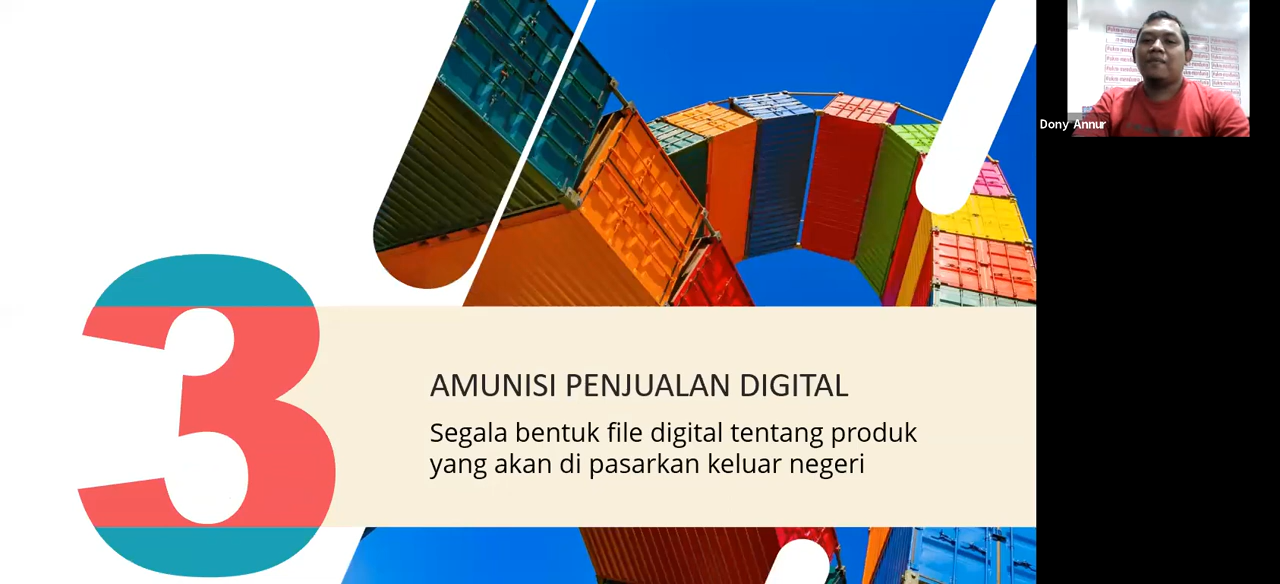 3
AMUNISI PENJUALAN DIGITAL
Segala bentuk file digital tentang produk
yang akan di pasarkan keluar negeri
Dony Annur